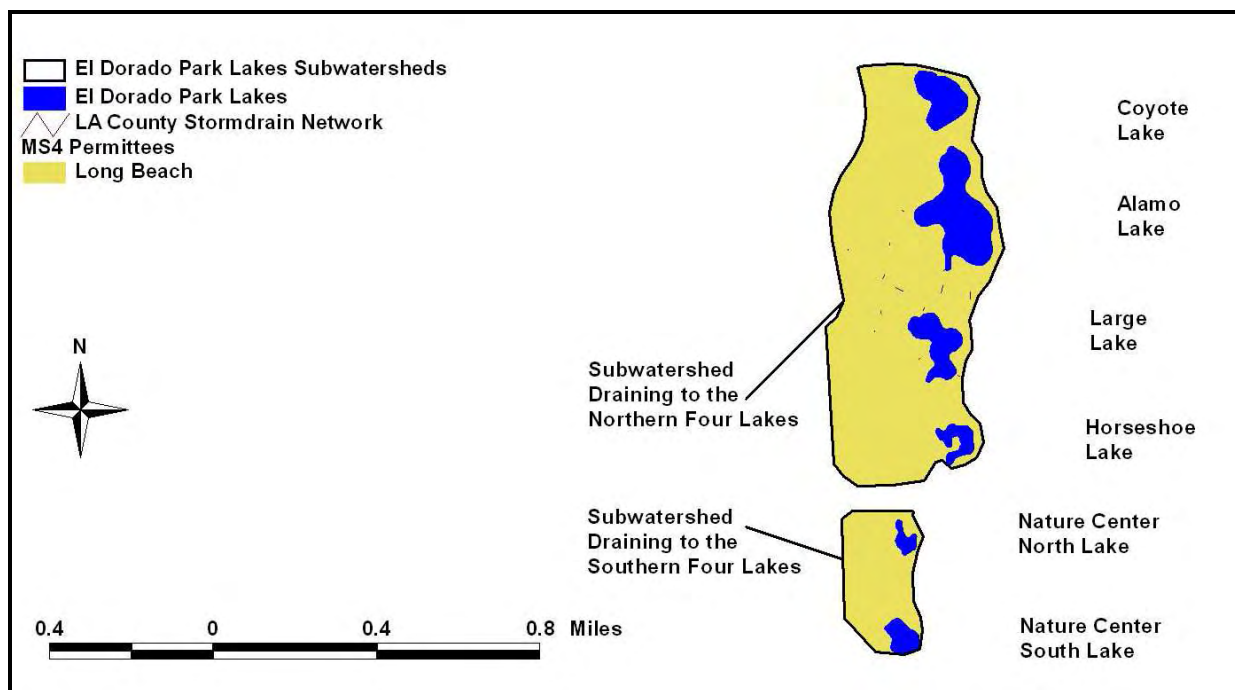 El Dorado Park Lakes Subwatersheds
El Dorado Park Lakes
LA County Stormdrain Network
MS4 Permittees
Long Beach
Coyote
Lake
Alamo
Lake
Large
Lake
Subwatershed
Draining to the
Northern Four Lakes
N
Horseshoe
Lake
Subwatershed
Draining to the
Southern Four Lakes
Nature Center
North Lake
0.4 0 0.4 0.8 Miles
Nature Center
South Lake